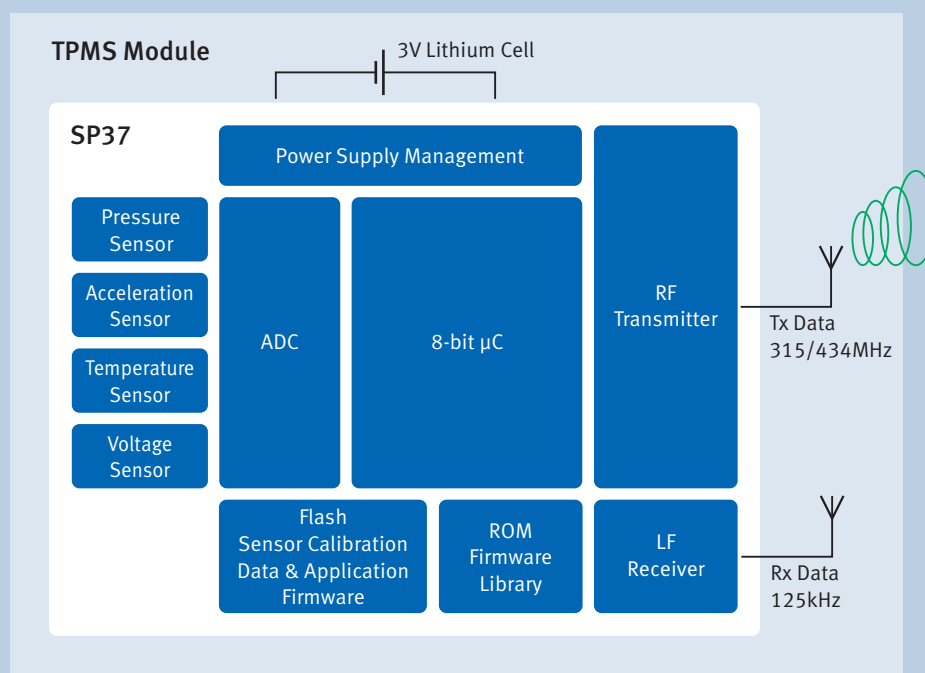 TPMS Module
3V Lithium Cell
SP37
Power Supply Management
Pressure
Sensor
Acceleration
Sensor
Temperature
Sensor
Voltage
Sensor
ADC
8-bit µC
RF
Transmitter
Tx Data
315/434MHz
Flash
Sensor Calibration
Data & Application
Firmware
ROM
Firmware
Library
LF
Receiver
Rx Data
125kHz